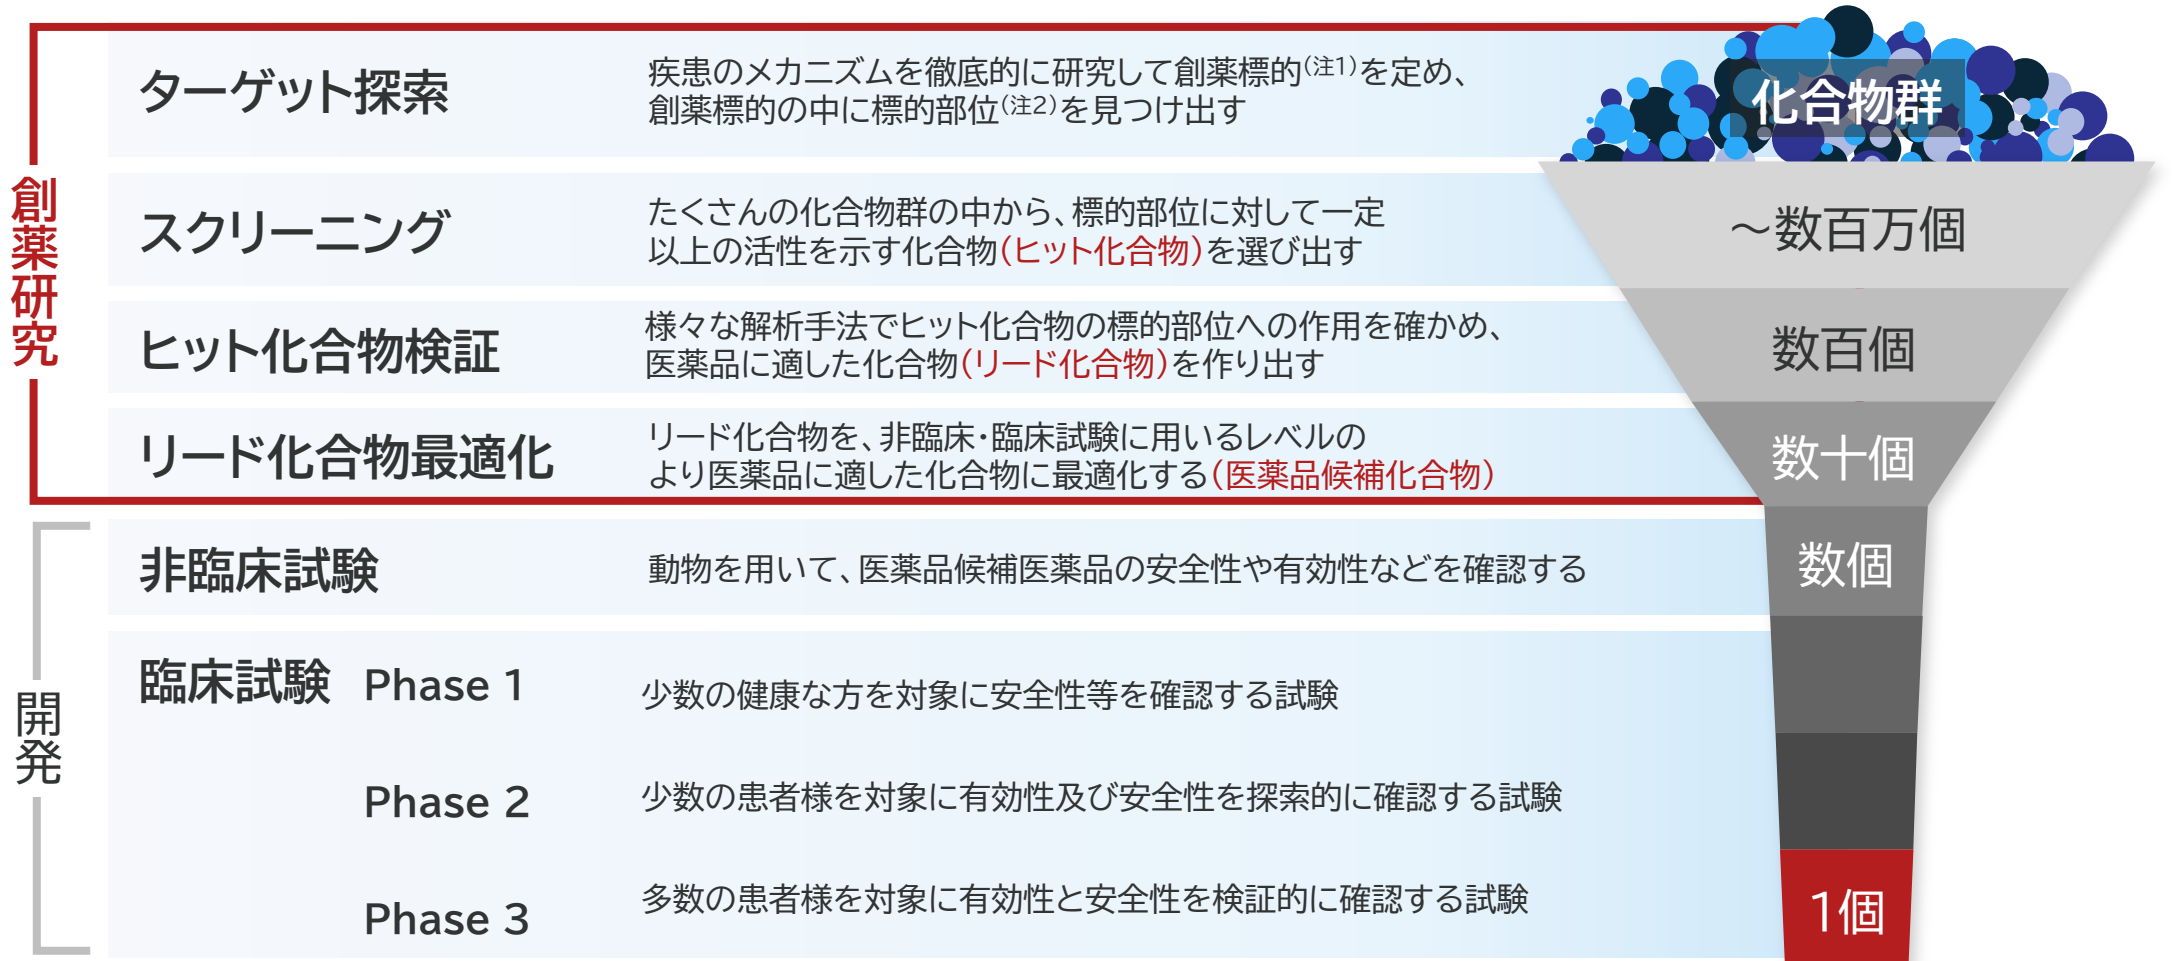 創薬研究
ターゲット探索
疾患のメカニズムを徹底的に研究して創薬標的(注1)を定め、
創薬標的の中に標的部位(注2)を見つけ出す
化合物群
スクリーニング
たくさんの化合物群の中から、標的部位に対して一定
以上の活性を示す化合物(ヒット化合物)を選び出す
～数百万個
ヒット化合物検証
様々な解析手法でヒット化合物の標的部位への作用を確かめ、
医薬品に適した化合物(リード化合物)を作り出す
数百個
リード化合物最適化
リード化合物を、非臨床・臨床試験に用いるレベルの
より医薬品に適した化合物に最適化する(医薬品候補化合物)
数十個
開発
非臨床試験
動物を用いて、医薬品候補医薬品の安全性や有効性などを確認する
数個
臨床試験 Phase 1
少数の健康な方を対象に安全性等を確認する試験
Phase 2
少数の患者様を対象に有効性及び安全性を探索的に確認する試験
Phase 3
多数の患者様を対象に有効性と安全性を検証的に確認する試験
1個